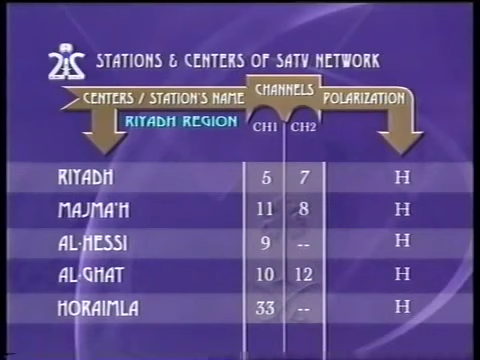 2S STATIONS & CENTERS OF SATV NETWORK
CENTERS / STATION'S NAME CHANNELS POLARIZATION
RIYADH REGION CH1 CH2
RIYADH 5 7 H
MAJMA'H 11 8 H
AL-HESSI 9 -- H
AL-GHAT 10 12 H
HORAIMLA 33 -- H